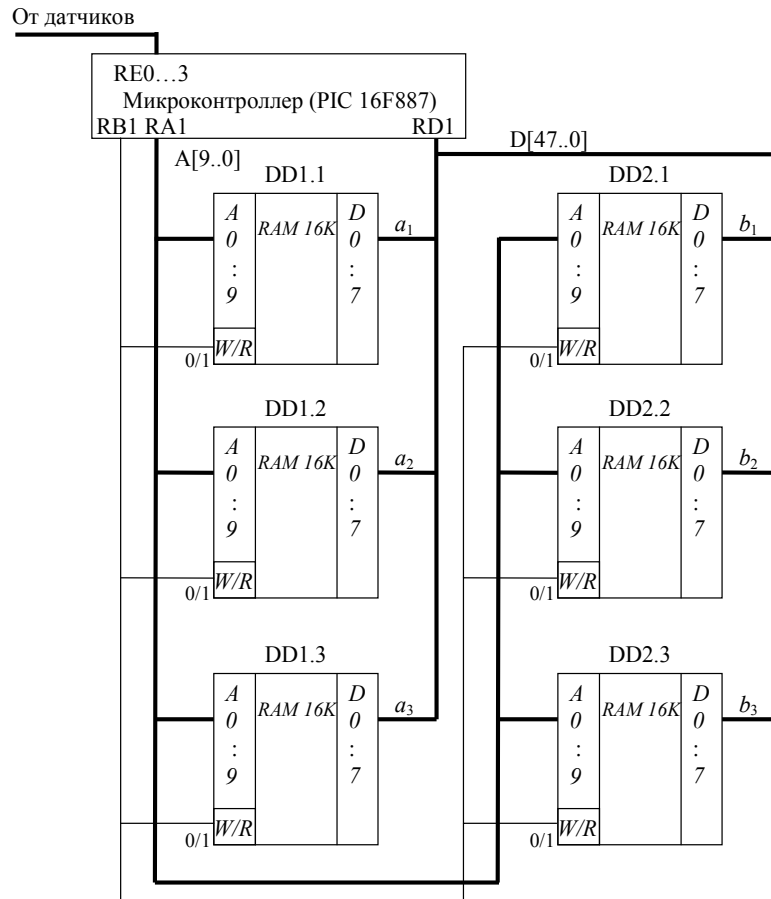 От датчиков
RE0…3
Микроконтроллер (PIC 16F887)
RB1 RA1 RD1
A[9..0]
D[47..0]
DD1.1
A
0
:
9
RAM 16K
D
0
:
7
a1
W/R
0/1
DD2.1
A
0
:
9
RAM 16K
D
0
:
7
b1
W/R
0/1
DD1.2
A
0
:
9
RAM 16K
D
0
:
7
a2
W/R
0/1
DD2.2
A
0
:
9
RAM 16K
D
0
:
7
b2
W/R
0/1
DD1.3
A
0
:
9
RAM 16K
D
0
:
7
a3
W/R
0/1
DD2.3
A
0
:
9
RAM 16K
D
0
:
7
b3
W/R
0/1